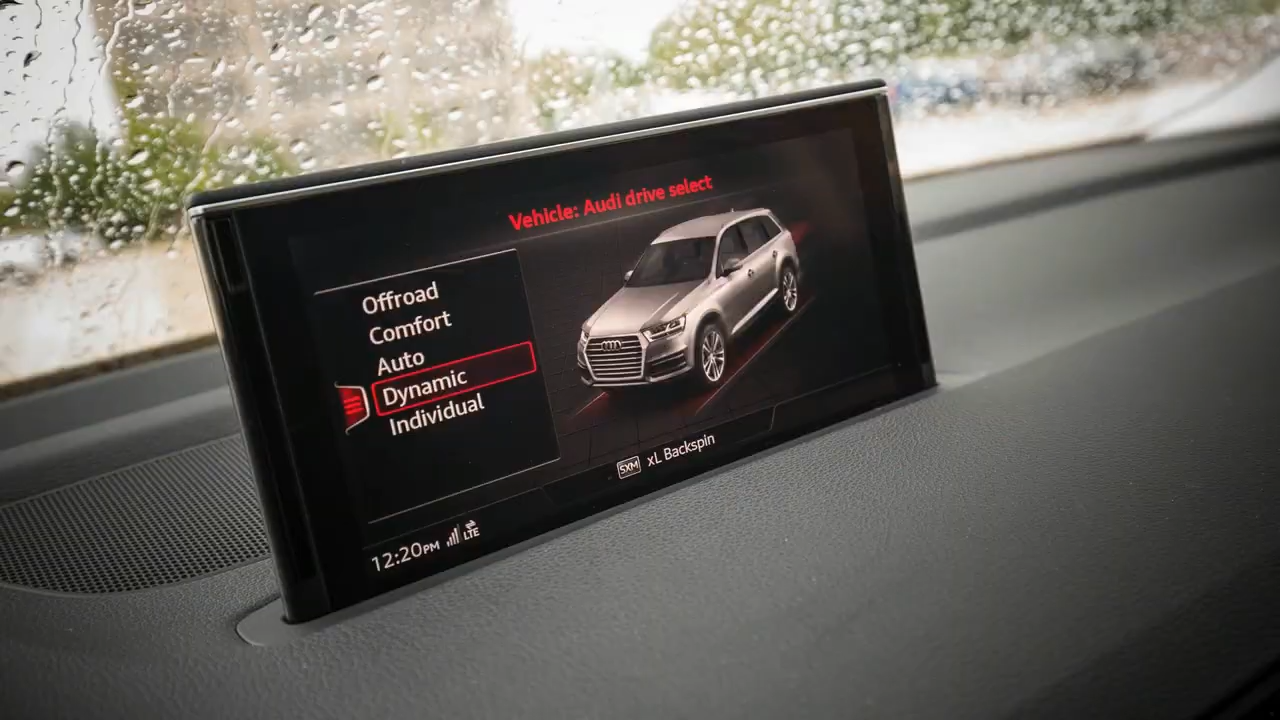 Vehicle: Audi drive select
Offroad
Comfort
Auto
Dynamic
Individual
SXM xL Backspin
12:20PM LTE